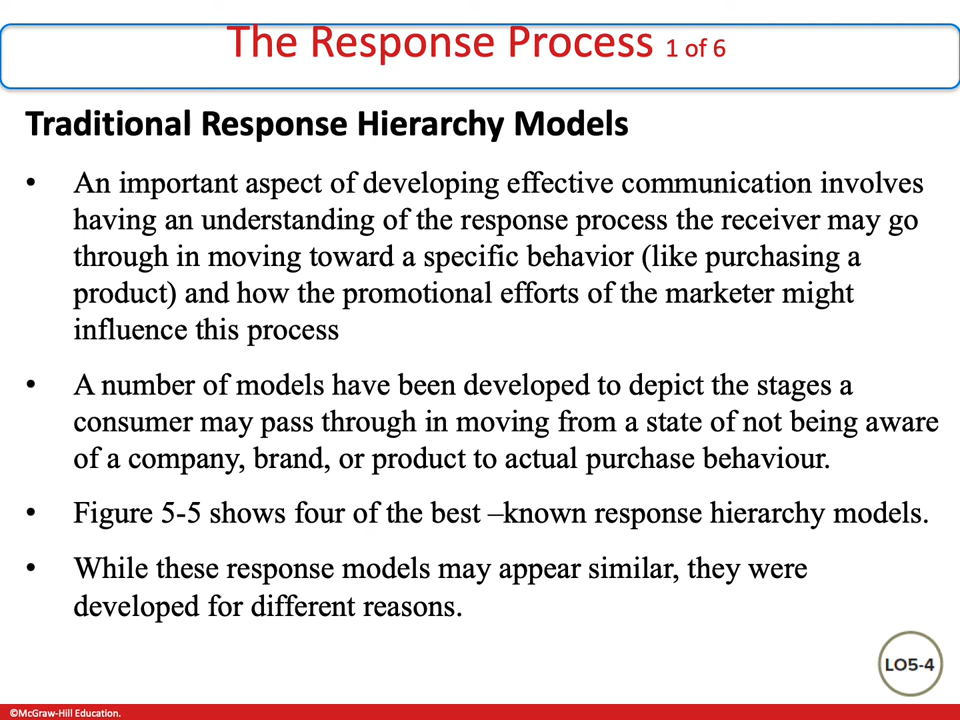 The Response Process 1 of 6
Traditional Response Hierarchy Models
• An important aspect of developing effective communication involves
having an understanding of the response process the receiver may go
through in moving toward a specific behavior (like purchasing a
product) and how the promotional efforts of the marketer might
influence this process
• A number of models have been developed to depict the stages a
consumer may pass through in moving from a state of not being aware
of a company, brand, or product to actual purchase behaviour.
• Figure 5-5 shows four of the best –known response hierarchy models.
• While these response models may appear similar, they were
developed for different reasons.
LO5-4
©McGraw-Hill Education.